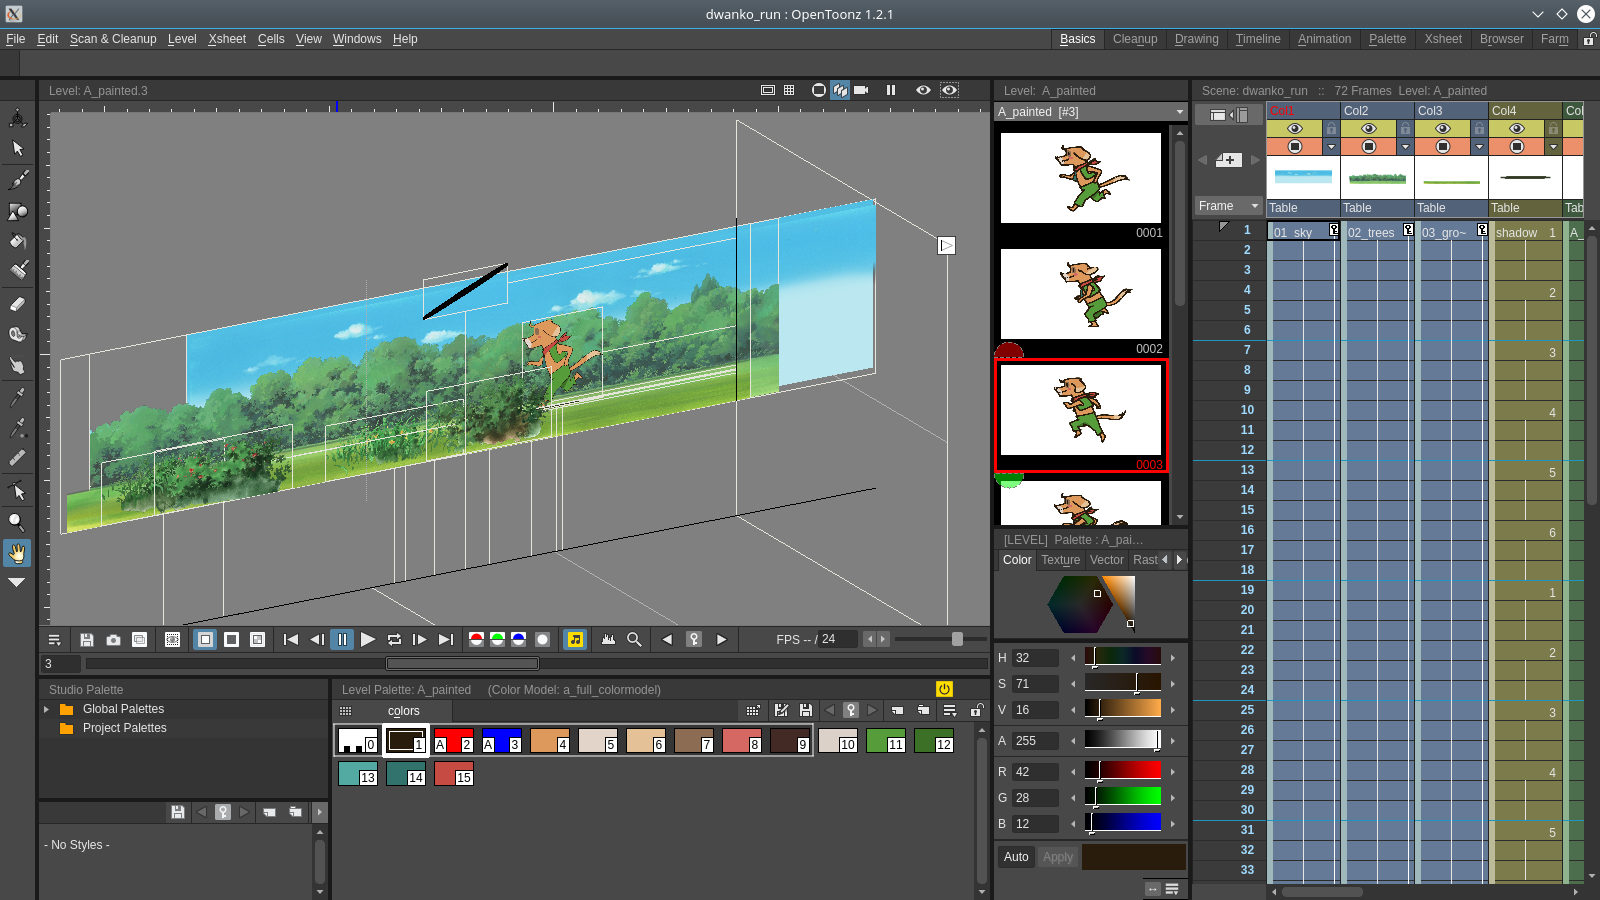 dwanko_run : OpenToonz 1.2.1
File Edit Scan & Cleanup Level Xsheet Cells View Windows Help
Basics Cleanup Drawing Timeline Animation Palette Xsheet Browser Farm
Level: A_painted.3
Level: A_painted
Scene: dwanko_run :: 72 Frames Level: A_painted
A_painted [#3]
Col1 Col2 Col3 Col4 Col
0001
0002
0003
Frame
Table Table Table Table Tab
01_sky 02_trees 03_gro~ shadow 1 A_
1
2
3
4 2
5
6
7 3
8
9
10 4
11
12
13 5
14
15
16 6
17
18
19 1
20
21
22 2
23
24
25 3
26
27
28 4
29
30
31 5
32
33
[LEVEL] Palette : A_pai...
Color Texture Vector Rast
H 32
S 71
V 16
A 255
R 42
G 28
B 12
Auto Apply
FPS -- / 24
3
Studio Palette
Global Palettes
Project Palettes
- No Styles -
Level Palette: A_painted (Color Model: a_full_colormodel)
colors
0 1 A 2 A 3 4 5 6 7 8 9 10 11 12
13 14 15